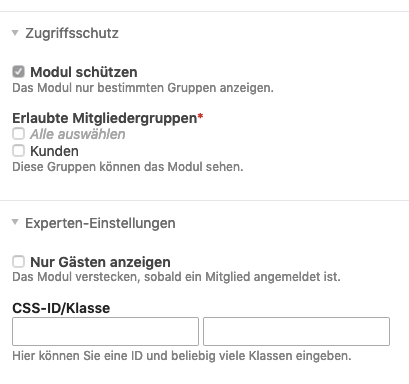 Zugriffsschutz
Modul schützen
Das Modul nur bestimmten Gruppen anzeigen.
Erlaubte Mitgliedergruppen*
Alle auswählen
Kunden
Diese Gruppen können das Modul sehen.
Experten-Einstellungen
Nur Gästen anzeigen
Das Modul verstecken, sobald ein Mitglied angemeldet ist.
CSS-ID/Klasse
Hier können Sie eine ID und beliebig viele Klassen eingeben.